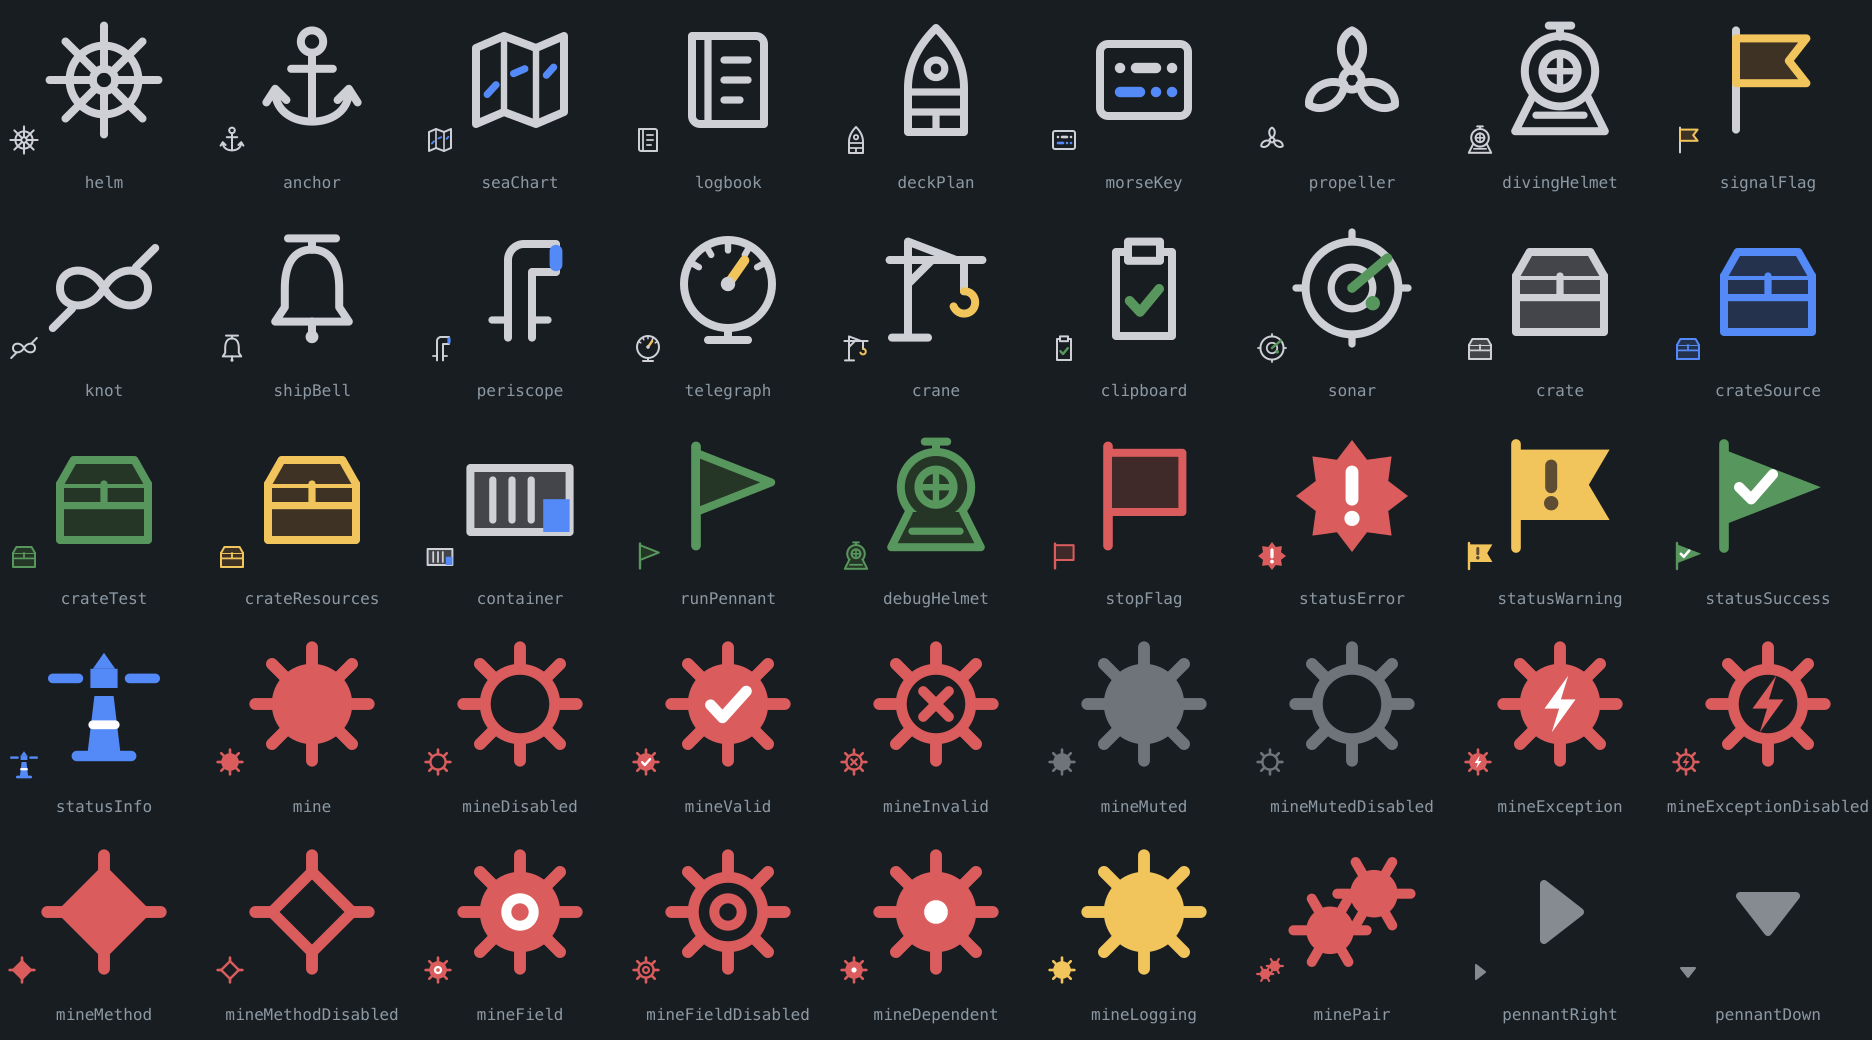 helm anchor seaChart logbook deckPlan morseKey propeller divingHelmet signalFlag
knot shipBell periscope telegraph crane clipboard sonar crate crateSource
crateTest crateResources container runPennant debugHelmet stopFlag statusError statusWarning statusSuccess
statusInfo mine mineDisabled mineValid mineInvalid mineMuted mineMutedDisabled mineException mineExceptionDisabled
mineMethod mineMethodDisabled mineField mineFieldDisabled mineDependent mineLogging minePair pennantRight pennantDown